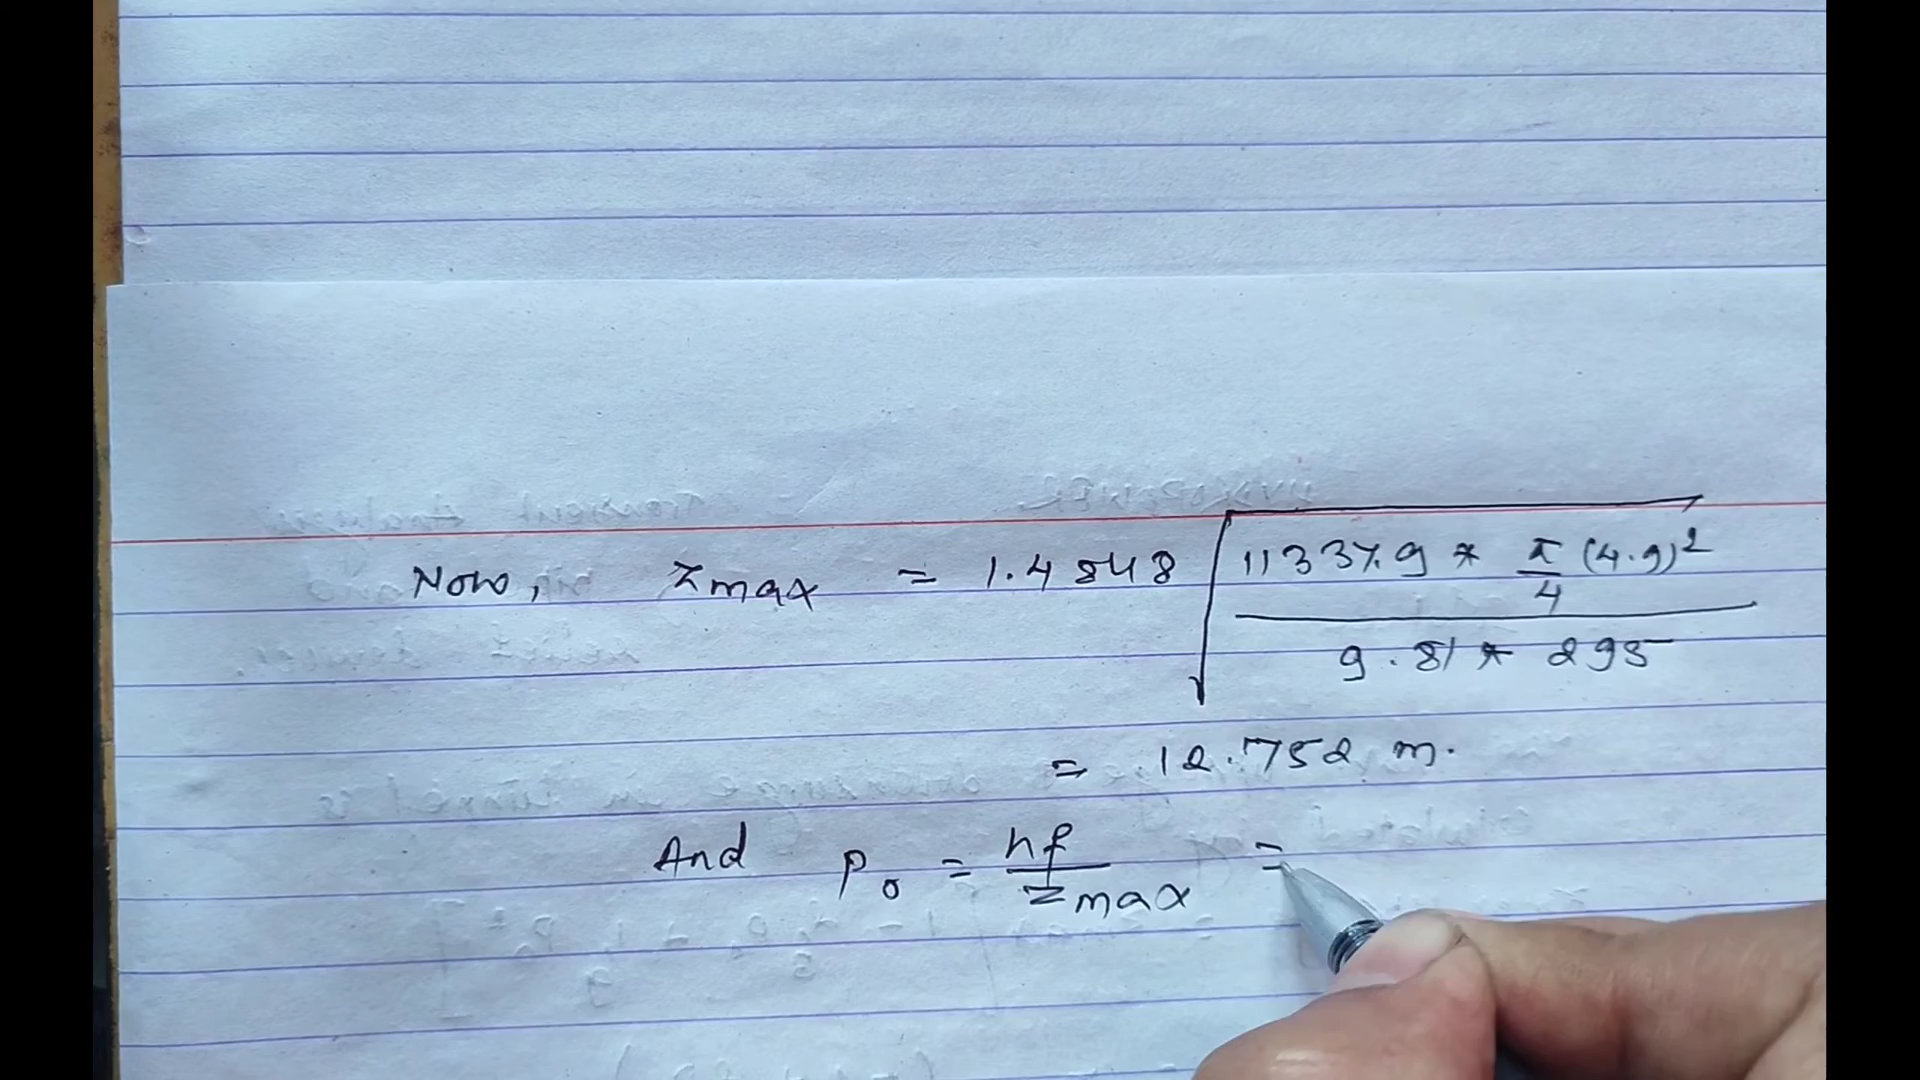 Now, Zmax = 1.4848 √(11337.9 * π/4 (4.9)² / 9.81 * 295)
= 12.752 m.
And P₀ = hf/Zmax =